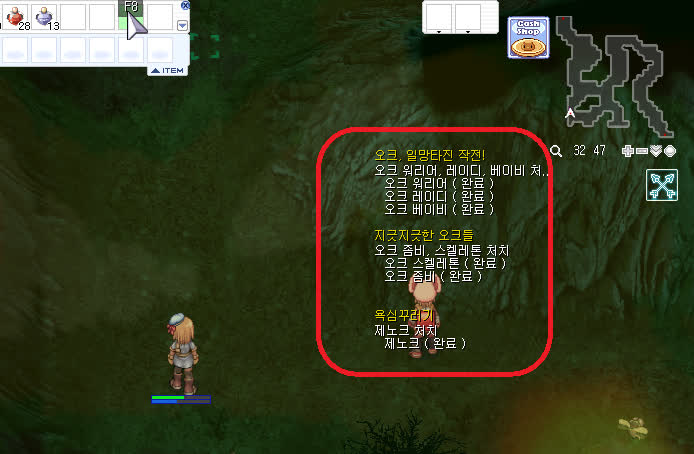 F8
28
13
ITEM
Cash
Shop
32 47
오크, 일망타진 작전!
오크 워리어, 레이디, 베이비 처..
오크 워리어 ( 완료 )
오크 레이디 ( 완료 )
오크 베이비 ( 완료 )
지긋지긋한 오크들
오크 좀비, 스켈레톤 처치
오크 스켈레톤 ( 완료 )
오크 좀비 ( 완료 )
욕심꾸러기
제노크 처치
제노크 ( 완료 )